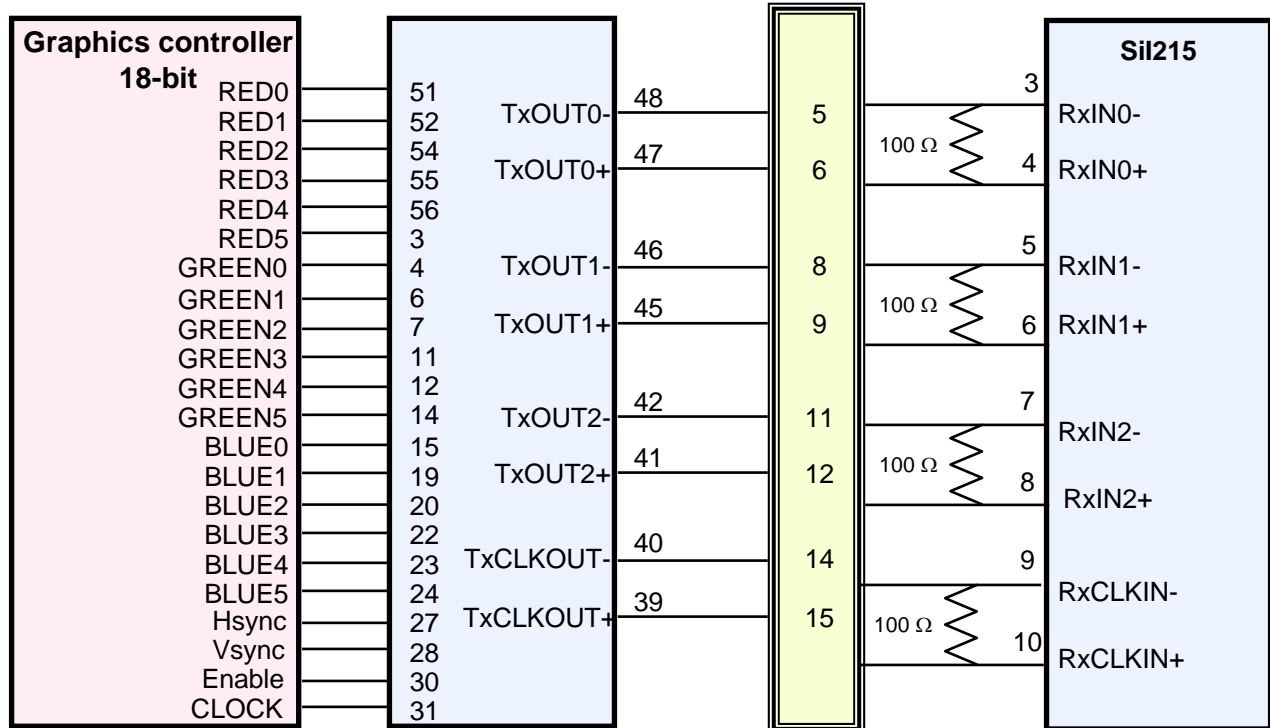 Graphics controller
18-bit
RED0
RED1
RED2
RED3
RED4
RED5
GREEN0
GREEN1
GREEN2
GREEN3
GREEN4
GREEN5
BLUE0
BLUE1
BLUE2
BLUE3
BLUE4
BLUE5
Hsync
Vsync
Enable
CLOCK
51
52
54
55
56
3
4
6
7
11
12
14
15
19
20
22
23
24
27
28
30
31
TxOUT0-
TxOUT0+
TxOUT1-
TxOUT1+
TxOUT2-
TxOUT2+
TxCLKOUT-
TxCLKOUT+
48
47
46
45
42
41
40
39
5
6
8
9
11
12
14
15
100 Ω
100 Ω
100 Ω
100 Ω
3
4
5
6
7
8
9
10
SiI215
RxIN0-
RxIN0+
RxIN1-
RxIN1+
RxIN2-
RxIN2+
RxCLKIN-
RxCLKIN+